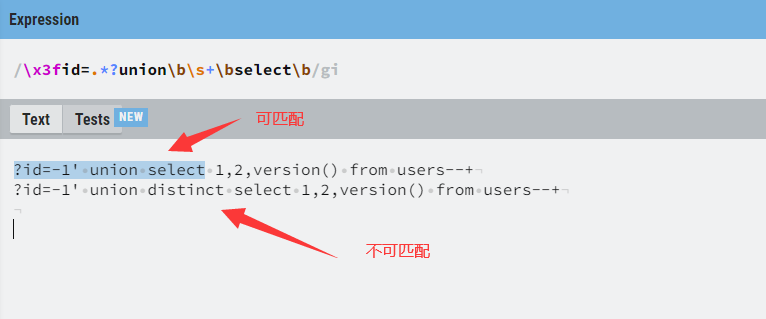 Expression
/\x3fid=.*?union\b\s+\bselect\b/gi
Text Tests NEW
可匹配
?id=-1' union select 1,2,version() from users--+
?id=-1' union distinct select 1,2,version() from users--+
不可匹配